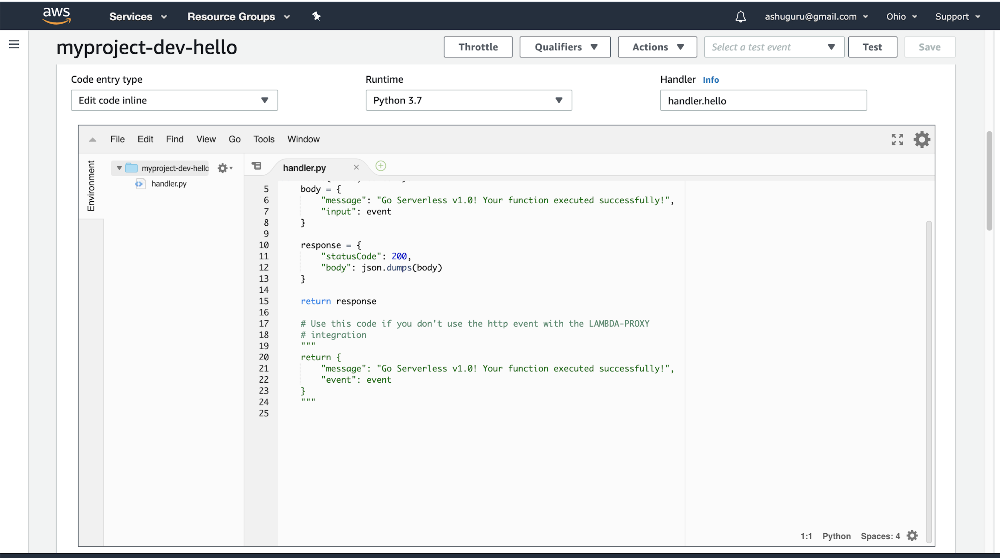 aws Services Resource Groups ashuguru@gmail.com Ohio Support
myproject-dev-hello Throttle Qualifiers Actions Select a test event Test Save
Code entry type Runtime Handler Info
Edit code inline Python 3.7 handler.hello
File Edit Find View Go Tools Window
Environment
myproject-dev-hello
handler.py
handler.py
5 body = {
6 "message": "Go Serverless v1.0! Your function executed successfully!",
7 "input": event
8 }
9
10 response = {
11 "statusCode": 200,
12 "body": json.dumps(body)
13 }
14
15 return response
16
17 # Use this code if you don't use the http event with the LAMBDA-PROXY
18 # integration
19 """
20 return {
21 "message": "Go Serverless v1.0! Your function executed successfully!",
22 "event": event
23 }
24 """
25
1:1 Python Spaces: 4